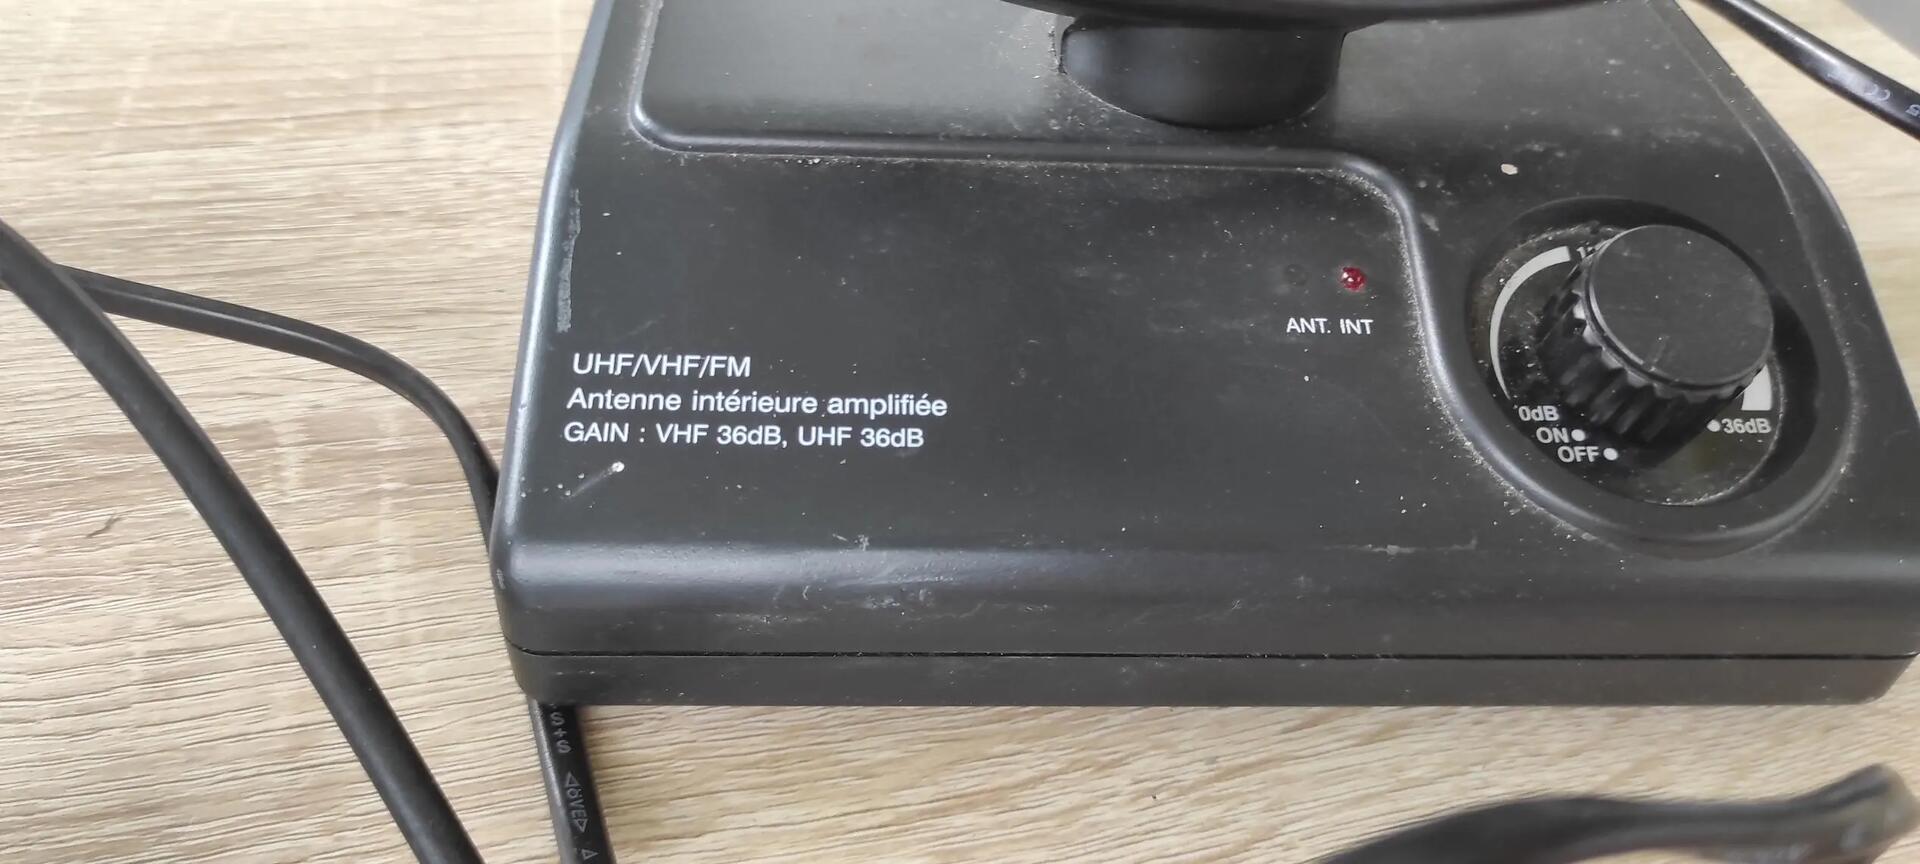 ANT. INT
UHF/VHF/FM
Antenne intérieure amplifiée
GAIN : VHF 36dB, UHF 36dB
0dB
36dB
ON
OFF
S+S